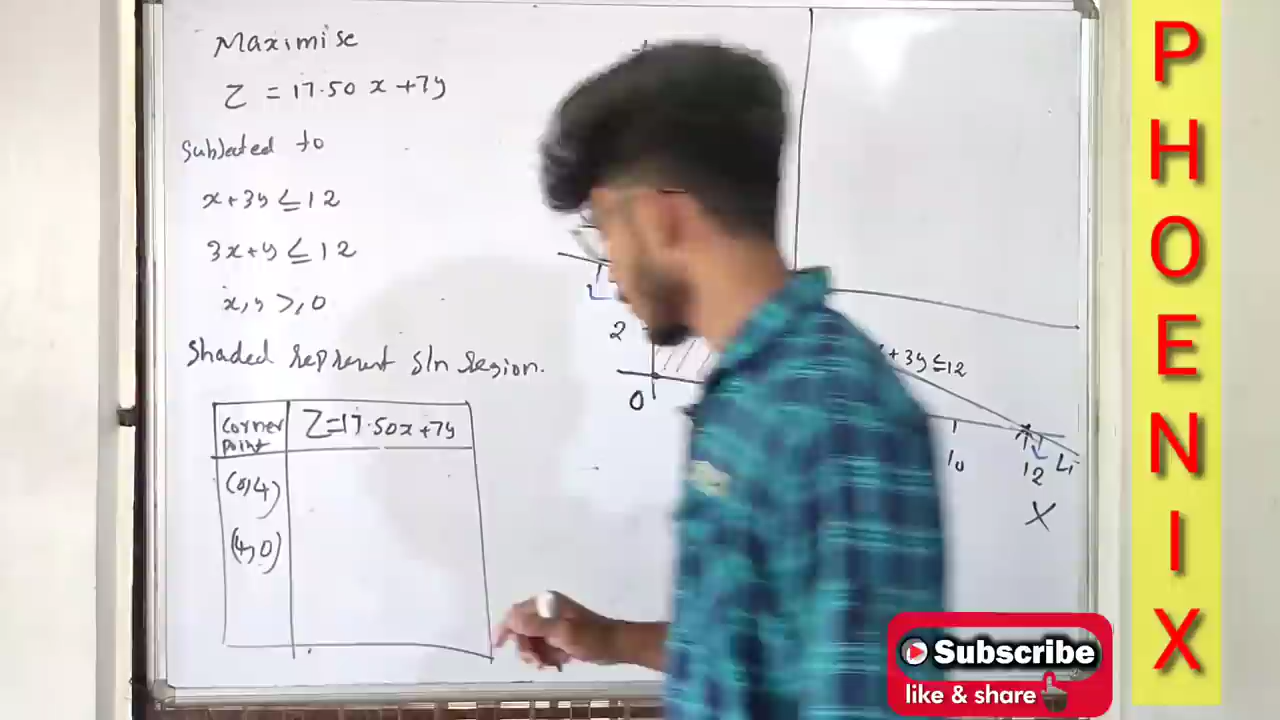 Maximise
Z = 17.50 x + 7y
Subjected to
x + 3y ≤ 12
3x + y ≤ 12
x, y >, 0
Shaded represent s/n region.
Corner point
Z = 17.50x + 7y
(0,4)
(4,0)
2
0
+ 3y ≤ 12
10
12
L1
X
PHOENIX
Subscribe
like & share